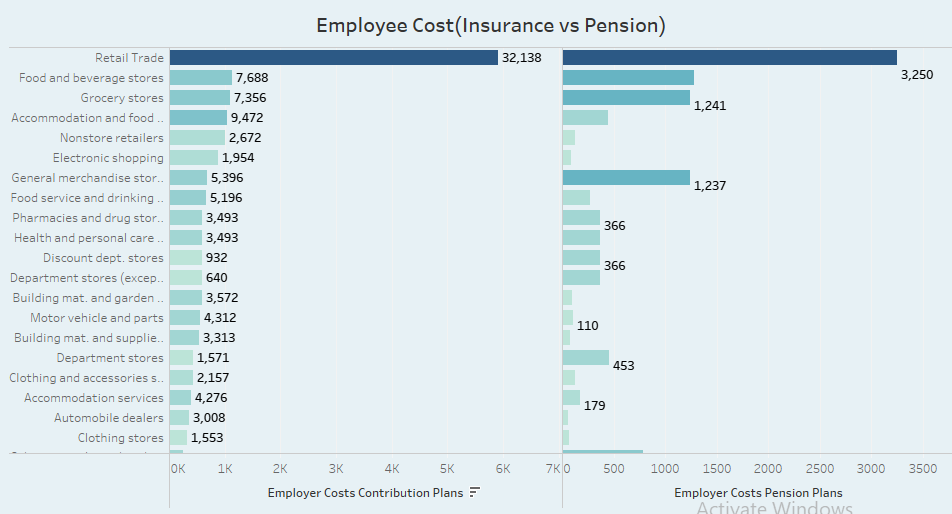 Employee Cost(Insurance vs Pension)
Retail Trade 32,138 3,250
Food and beverage stores 7,688
Grocery stores 7,356 1,241
Accommodation and food .. 9,472
Nonstore retailers 2,672
Electronic shopping 1,954
General merchandise stor.. 5,396 1,237
Food service and drinking .. 5,196
Pharmacies and drug stor.. 3,493 366
Health and personal care .. 3,493
Discount dept. stores 932 366
Department stores (excep.. 640
Building mat. and garden .. 3,572
Motor vehicle and parts 4,312 110
Building mat. and supplie.. 3,313
Department stores 1,571 453
Clothing and accessories s.. 2,157
Accommodation services 4,276 179
Automobile dealers 3,008
Clothing stores 1,553
0K 1K 2K 3K 4K 5K 6K 7K 0 500 1000 1500 2000 2500 3000 3500
Employer Costs Contribution Plans Employer Costs Pension Plans
Activate Windows